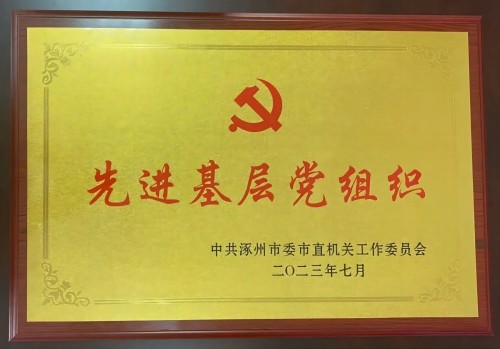 先进基层党组织
中共涿州市委市直机关工作委员会
二〇二三年七月